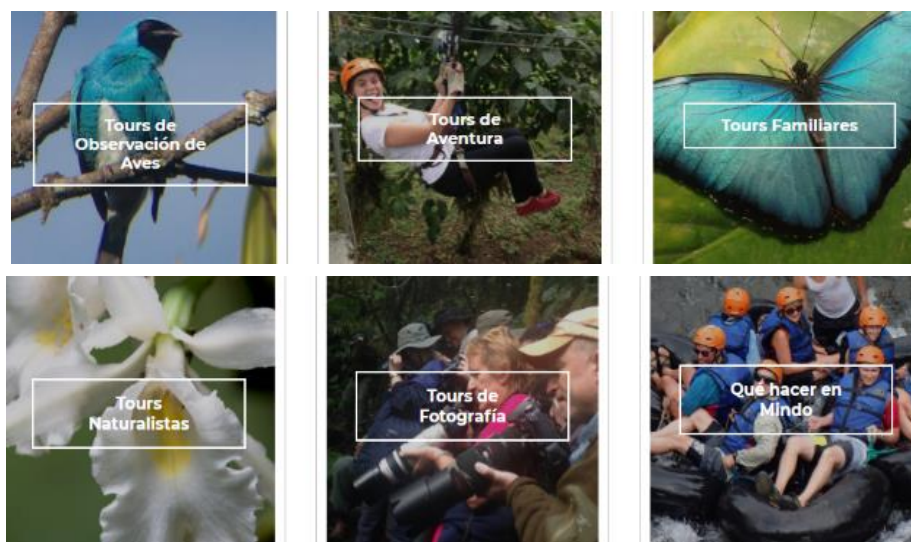 Tours de
Observación de
Aves
Tours de
Aventura
Tours Familiares
Tours
Naturalistas
Tours de
Fotografía
Qué hacer en
Mindo